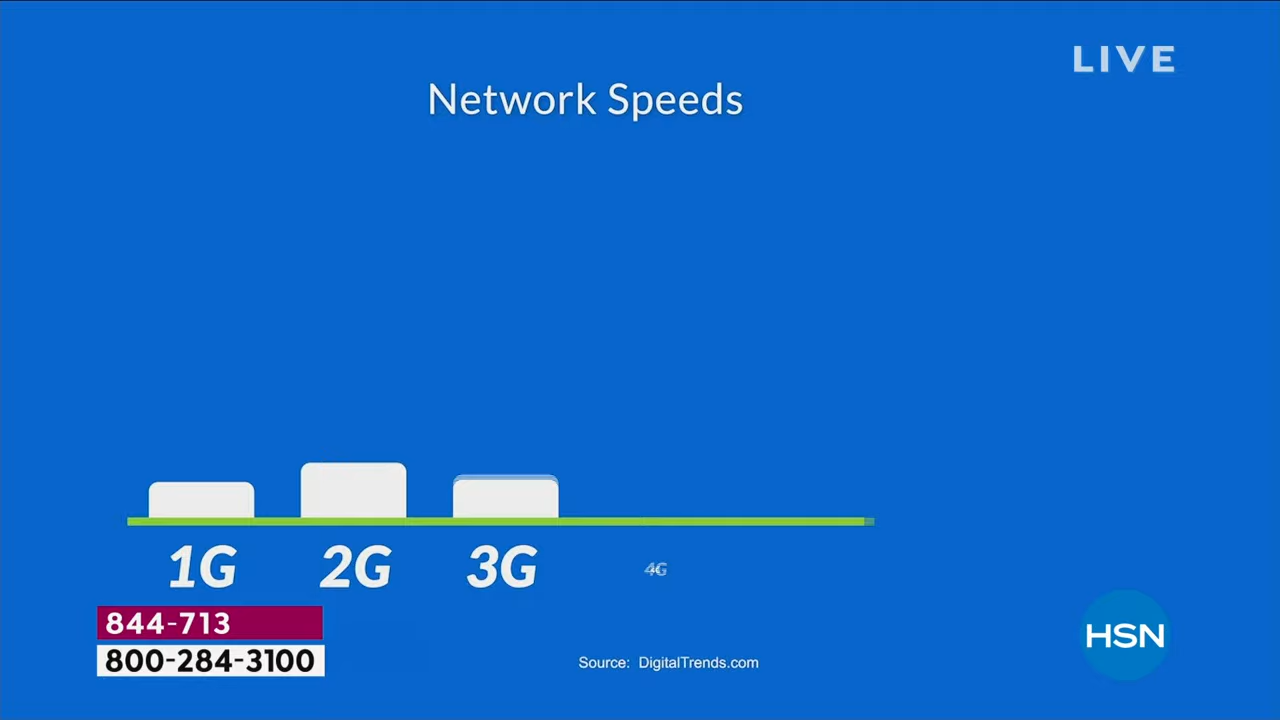 LIVE
Network Speeds
1G 2G 3G 4G
844-713
800-284-3100
HSN
Source: DigitalTrends.com